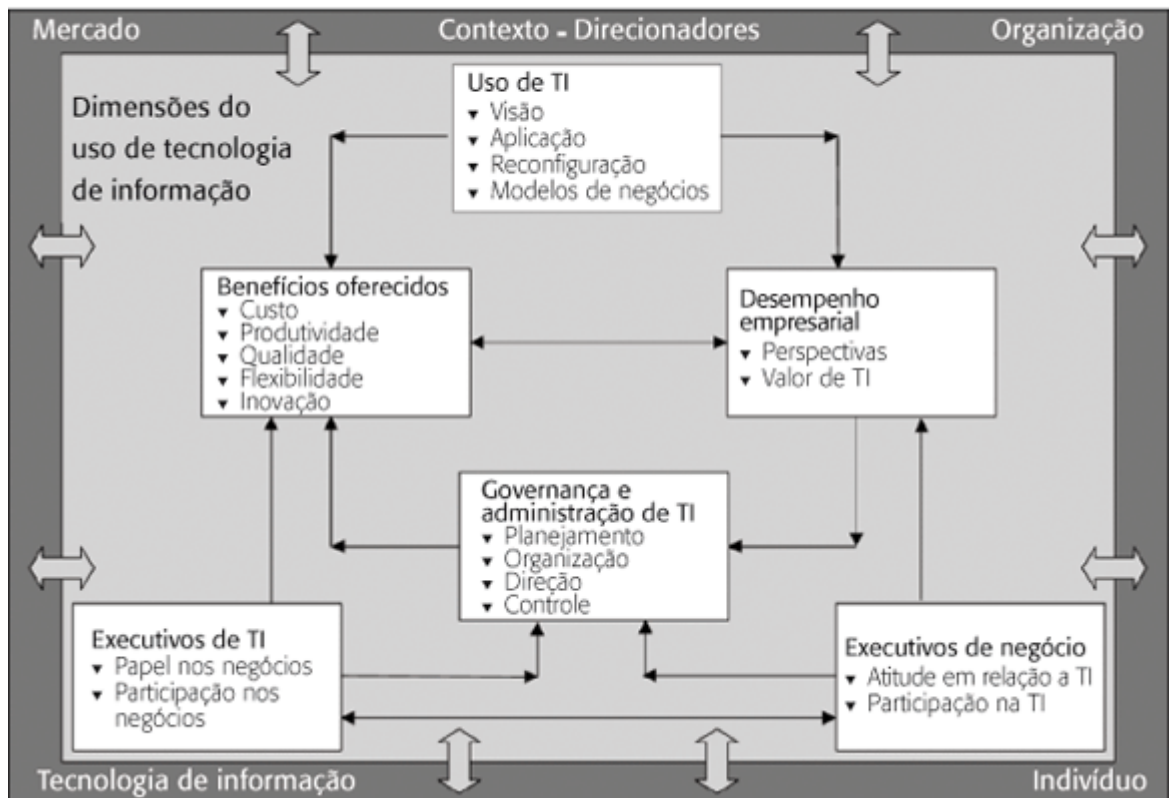 Mercado
Contexto - Direcionadores
Organização
Dimensões do
uso de tecnologia
de informação
Uso de TI
▼ Visão
▼ Aplicação
▼ Reconfiguração
▼ Modelos de negócios
Benefícios oferecidos
▼ Custo
▼ Produtividade
▼ Qualidade
▼ Flexibilidade
▼ Inovação
Desempenho
empresarial
▼ Perspectivas
▼ Valor de TI
Governança e
administração de TI
▼ Planejamento
▼ Organização
▼ Direção
▼ Controle
Executivos de TI
▼ Papel nos negócios
▼ Participação nos
negócios
Executivos de negócio
▼ Atitude em relação a TI
▼ Participação na TI
Tecnologia de informação
Indivíduo